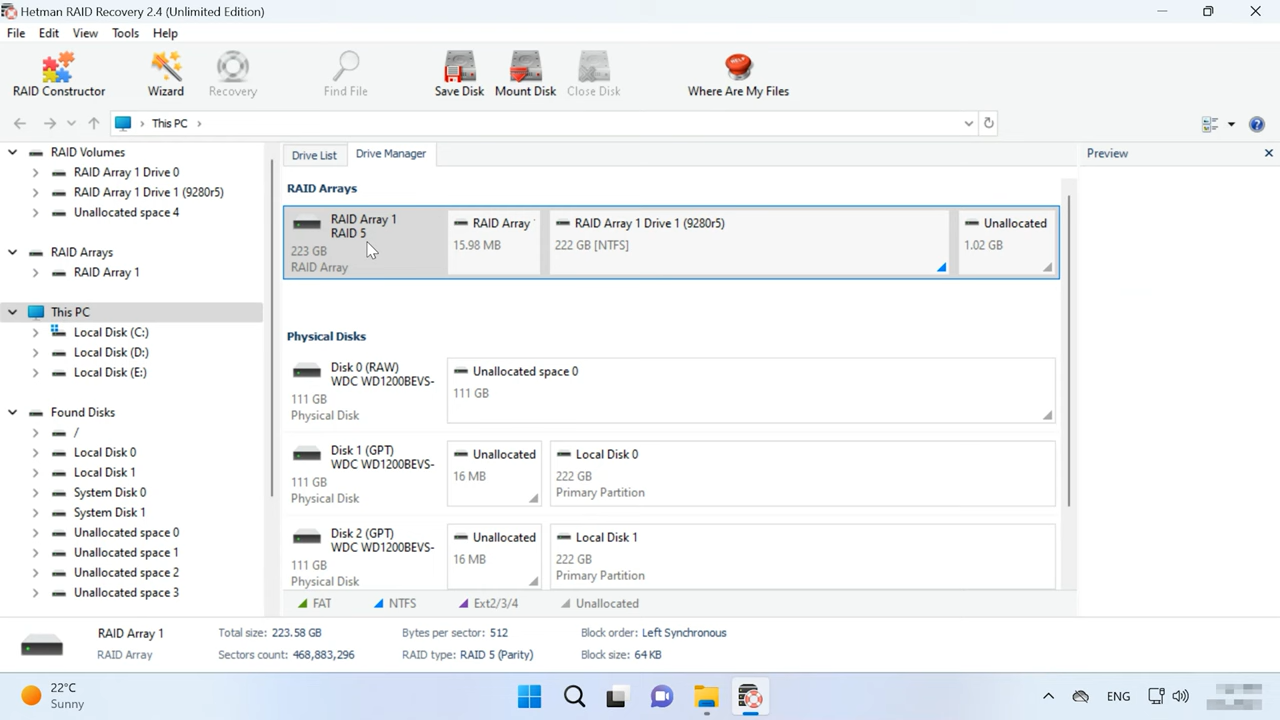 Hetman RAID Recovery 2.4 (Unlimited Edition)
File Edit View Tools Help
RAID Constructor Wizard Recovery Find File Save Disk Mount Disk Close Disk Where Are My Files
This PC
RAID Volumes
RAID Array 1 Drive 0
RAID Array 1 Drive 1 (9280r5)
Unallocated space 4
RAID Arrays
RAID Array 1
This PC
Local Disk (C:)
Local Disk (D:)
Local Disk (E:)
Found Disks
/
Local Disk 0
Local Disk 1
System Disk 0
System Disk 1
Unallocated space 0
Unallocated space 1
Unallocated space 2
Unallocated space 3
Drive List Drive Manager
RAID Arrays
RAID Array 1
RAID 5
223 GB
RAID Array
RAID Array
15.98 MB
RAID Array 1 Drive 1 (9280r5)
222 GB [NTFS]
Unallocated
1.02 GB
Physical Disks
Disk 0 (RAW)
WDC WD1200BEVS-
111 GB
Physical Disk
Unallocated space 0
111 GB
Disk 1 (GPT)
WDC WD1200BEVS-
111 GB
Physical Disk
Unallocated
16 MB
Local Disk 0
222 GB
Primary Partition
Disk 2 (GPT)
WDC WD1200BEVS-
111 GB
Physical Disk
Unallocated
16 MB
Local Disk 1
222 GB
Primary Partition
FAT NTFS Ext2/3/4 Unallocated
Preview
RAID Array 1 Total size: 223.58 GB Bytes per sector: 512 Block order: Left Synchronous
RAID Array Sectors count: 468,883,296 RAID type: RAID 5 (Parity) Block size: 64 KB
22°C
Sunny
ENG